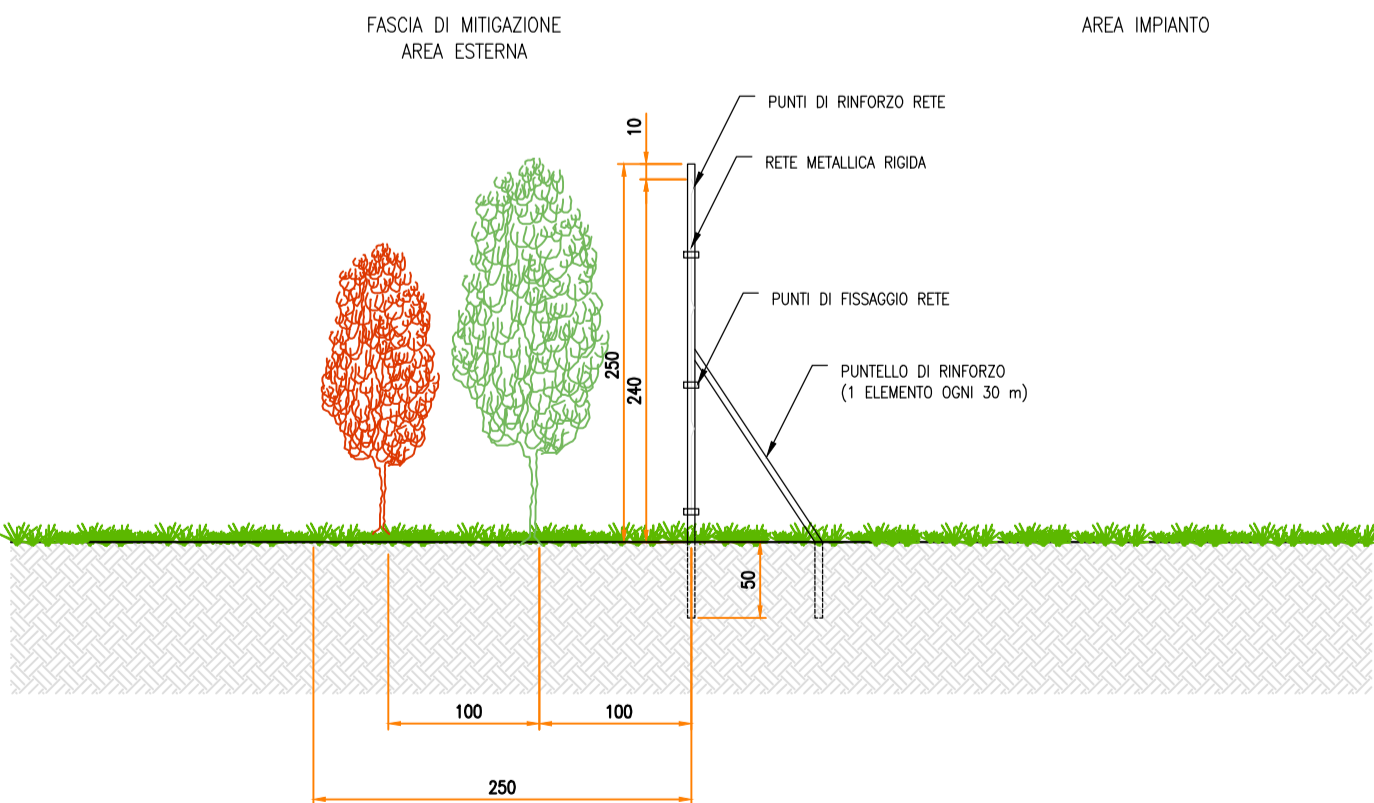 FASCIA DI MITIGAZIONE
AREA ESTERNA
AREA IMPIANTO
PUNTI DI RINFORZO RETE
10
RETE METALLICA RIGIDA
PUNTI DI FISSAGGIO RETE
250
240
PUNTELLO DI RINFORZO
(1 ELEMENTO OGNI 30 m)
50
100
100
250